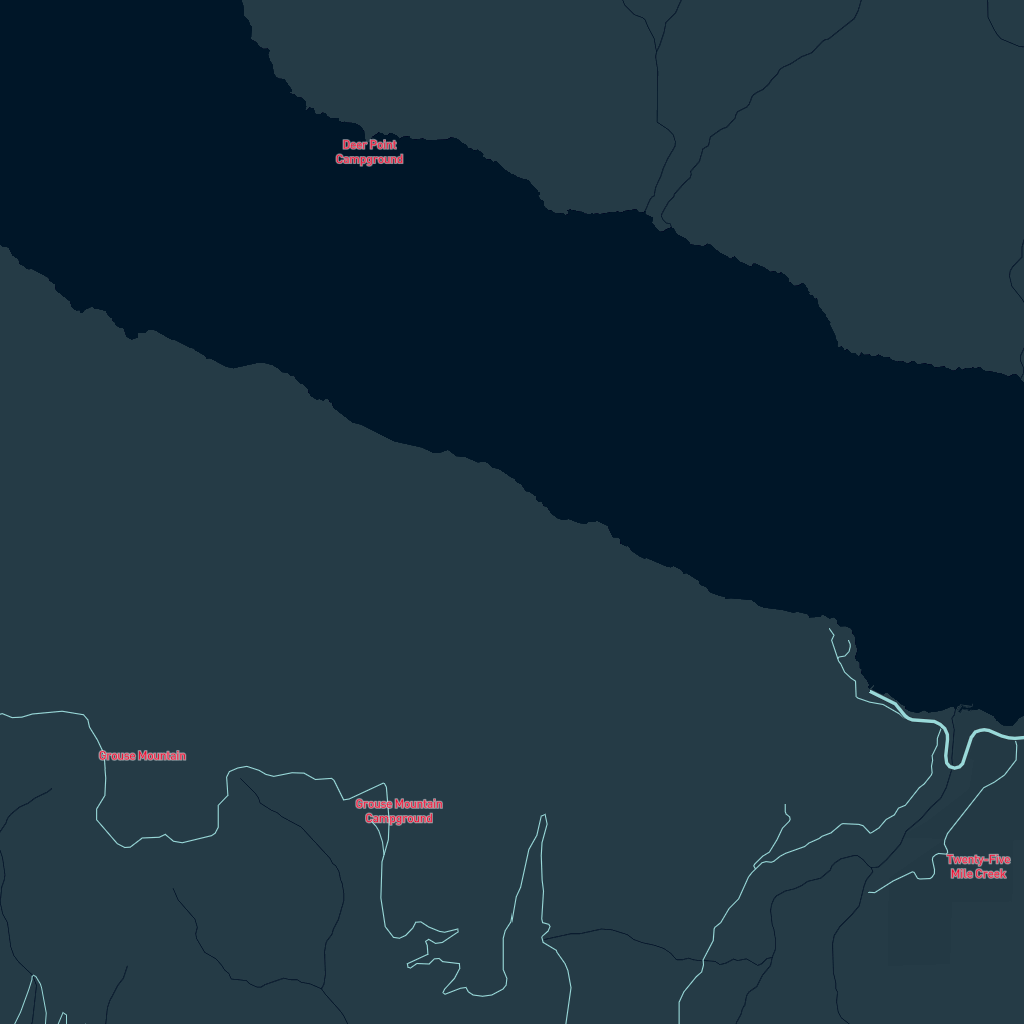 Deer Point
Campground
Grouse Mountain
Grouse Mountain
Campground
Twenty-Five
Mile Creek